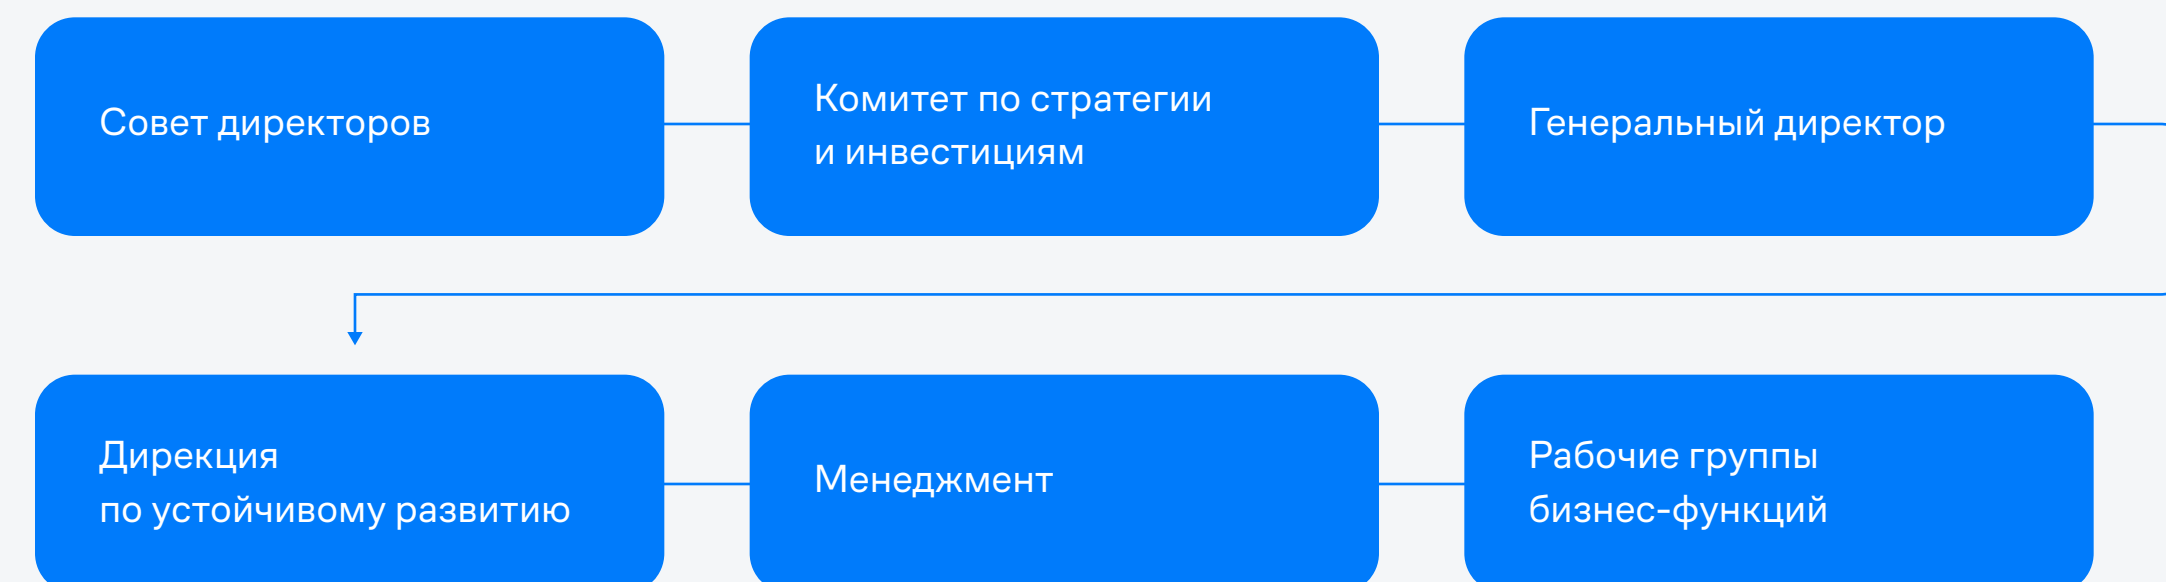 Совет директоров
Комитет по стратегии
и инвестициям
Генеральный директор
Дирекция
по устойчивому развитию
Менеджмент
Рабочие группы
бизнес-функций